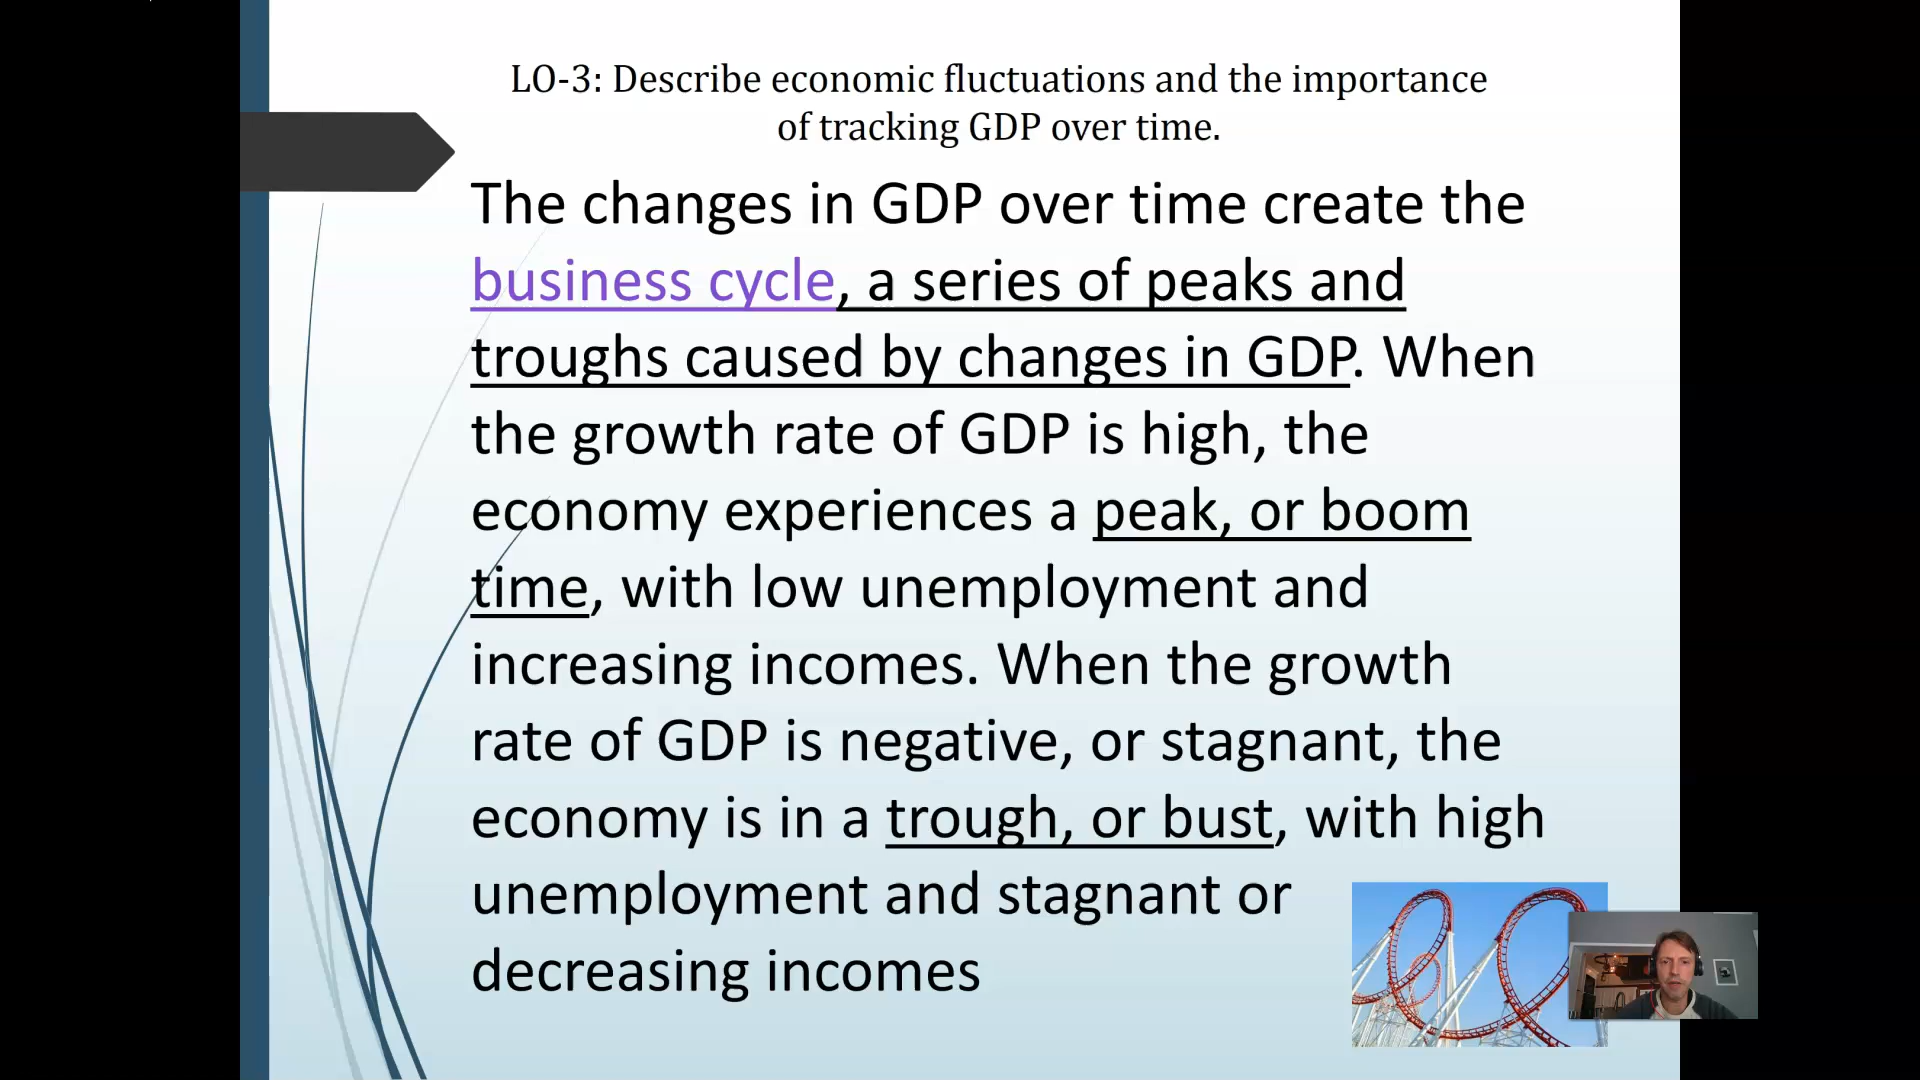 LO-3: Describe economic fluctuations and the importance
of tracking GDP over time.
The changes in GDP over time create the
business cycle, a series of peaks and
troughs caused by changes in GDP. When
the growth rate of GDP is high, the
economy experiences a peak, or boom
time, with low unemployment and
increasing incomes. When the growth
rate of GDP is negative, or stagnant, the
economy is in a trough, or bust, with high
unemployment and stagnant or
decreasing incomes